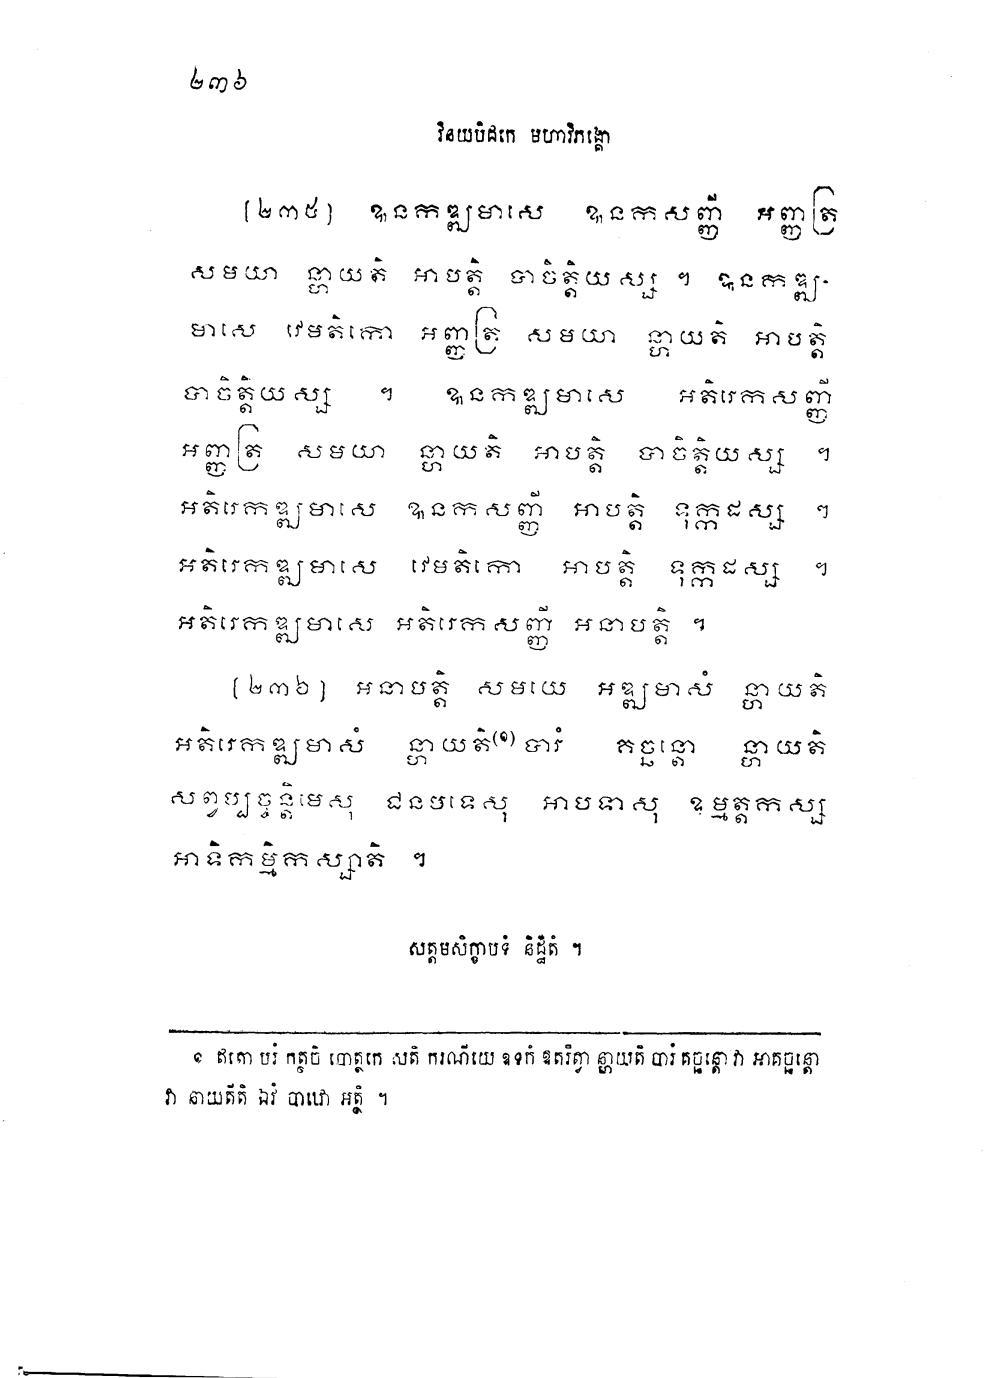 ២៣៦
វិនយបិដកេ មហាវិភង្គោ
[២៣៥] ឩនកឌ្ឍមាសេ ឩនកសញ្ញី អញ្ញត្រ
សមយា ន្ហាយតិ អាបត្តិ បាចិត្តិយស្ស ។ ឩនកឌ្ឍ-
មាសេ វេមតិកោ អញ្ញត្រ សមយា ន្ហាយតិ អាបត្តិ
បាចិត្តិយស្ស ។ ឩនកឌ្ឍមាសេ អតិរេកសញ្ញី
អញ្ញត្រ សមយា ន្ហាយតិ អាបត្តិ បាចិត្តិយស្ស ។
អតិរេកឌ្ឍមាសេ ឩនកសញ្ញី អាបត្តិ ទុក្កដស្ស ។
អតិរេកឌ្ឍមាសេ វេមតិកោ អាបត្តិ ទុក្កដស្ស ។
អតិរេកឌ្ឍមាសេ អតិរេកសញ្ញី អនាបត្តិ ។
[២៣៦] អនាបត្តិ សមយេ អឌ្ឍមាសំ ន្ហាយតិ
អតិរេកឌ្ឍមាសំ ន្ហាយតិ(១) បារំ គច្ឆន្តោ ន្ហាយតិ
សព្វប្បច្ចន្តិមេសុ ជនបទេសុ អាបទាសុ ឧម្មត្តកស្ស
អាទិកម្មិកស្សាតិ ។
សត្តមសិក្ខាបទំ និដ្ឋិតំ ។
១ ឥតោ បរំ កត្ថចិ បោត្ថកេ សតិ ករណីយេ ឧទកំ ឱតរិត្វា ន្ហាយតិ បារំ គច្ឆន្តោ វា អាគច្ឆន្តោ
វា នាយតីតិ ឯវំ បាឋោ អត្ថិ ។